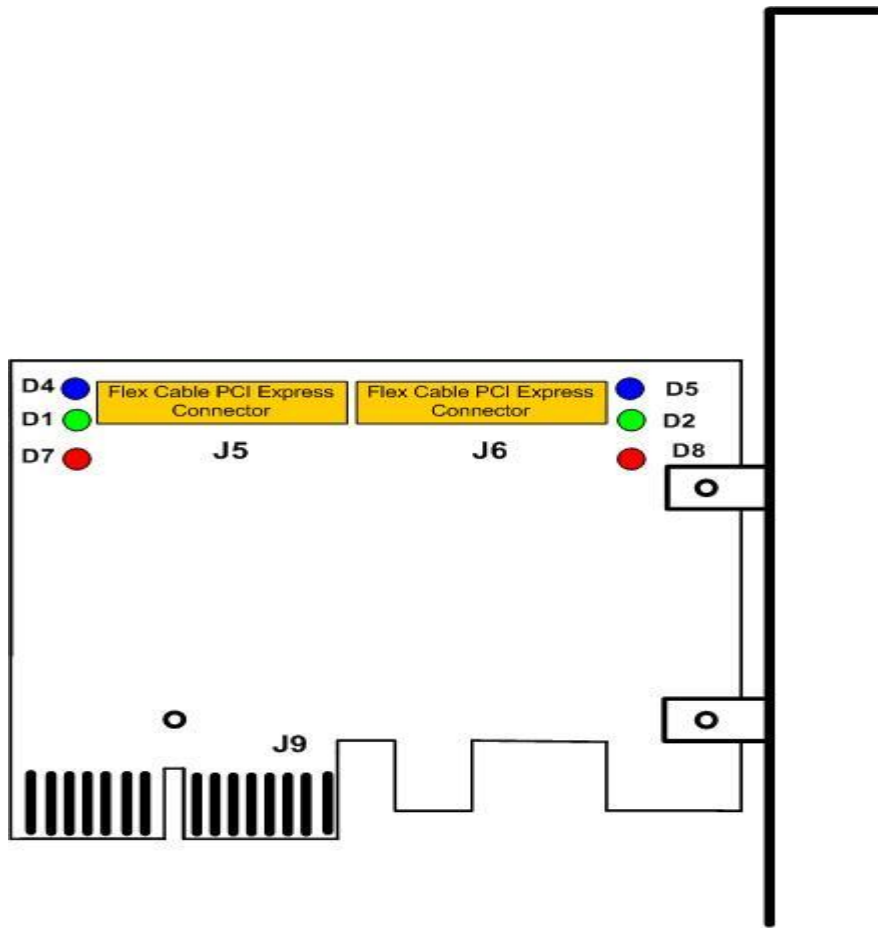 D4
Flex Cable PCI Express
Connector
Flex Cable PCI Express
Connector
D5
D1
D2
D7
J5
J6
D8
J9